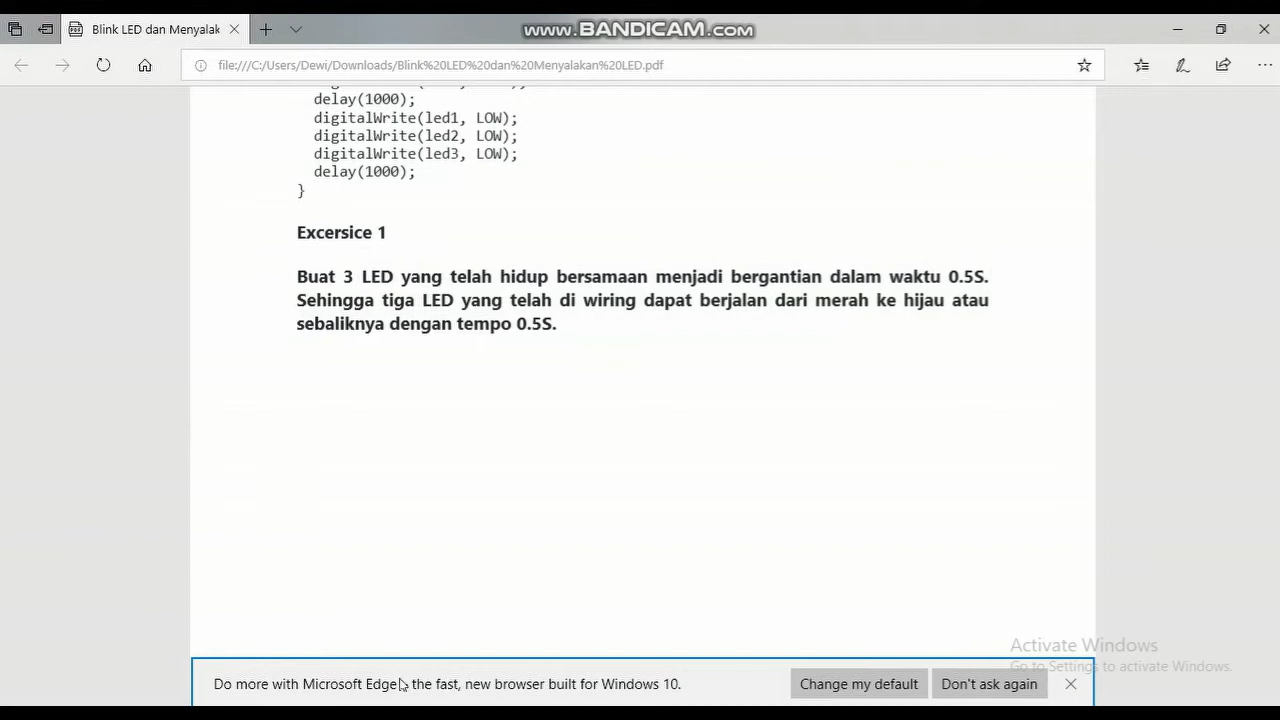 Blink LED dan Menyalak
www.BANDICAM.com
file:///C:/Users/Dewi/Downloads/Blink%20LED%20dan%20Menyalakan%20LED.pdf
delay(1000);
digitalWrite(led1, LOW);
digitalWrite(led2, LOW);
digitalWrite(led3, LOW);
delay(1000);
}
Excersice 1
Buat 3 LED yang telah hidup bersamaan menjadi bergantian dalam waktu 0.5S.
Sehingga tiga LED yang telah di wiring dapat berjalan dari merah ke hijau atau
sebaliknya dengan tempo 0.5S.
Activate Windows
Go to Settings to activate Windows.
Do more with Microsoft Edge, the fast, new browser built for Windows 10.
Change my default
Don't ask again